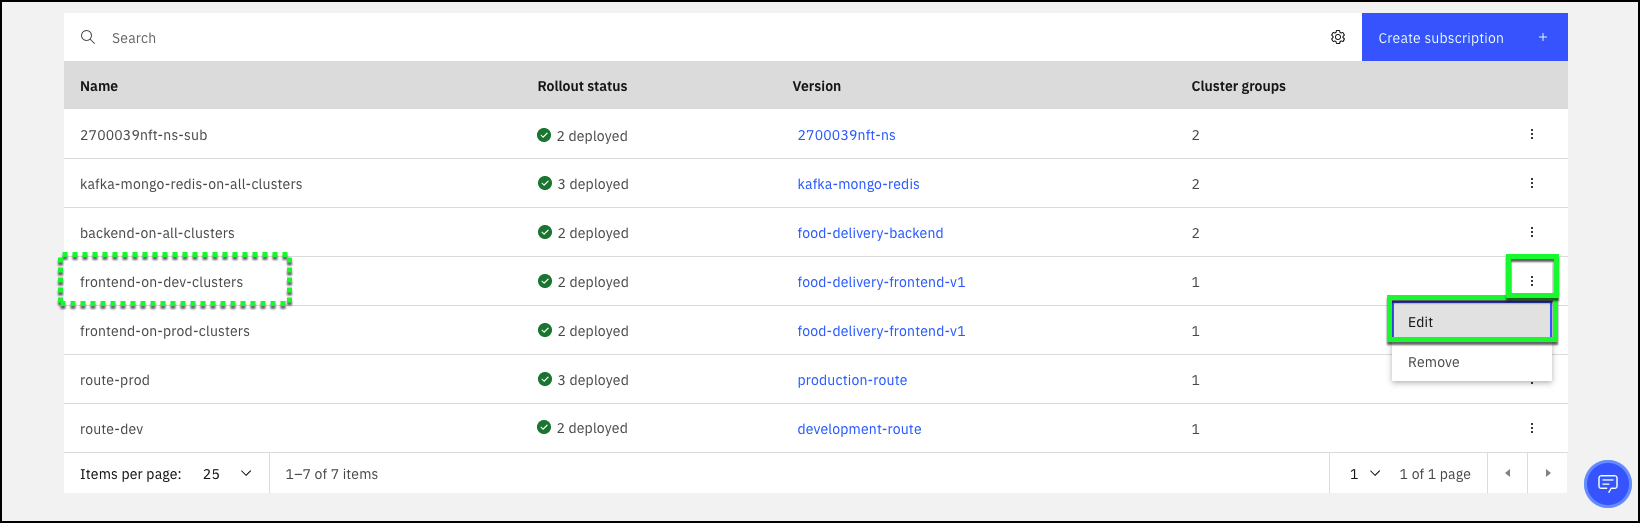 Search
Create subscription +
Name Rollout status Version Cluster groups
2700039nft-ns-sub 2 deployed 2700039nft-ns 2
kafka-mongo-redis-on-all-clusters 3 deployed kafka-mongo-redis 2
backend-on-all-clusters 2 deployed food-delivery-backend 2
frontend-on-dev-clusters 2 deployed food-delivery-frontend-v1 1
Edit
frontend-on-prod-clusters 2 deployed food-delivery-frontend-v1 1
Remove
route-prod 3 deployed production-route 1
route-dev 2 deployed development-route 1
Items per page: 25 1–7 of 7 items 1 1 of 1 page